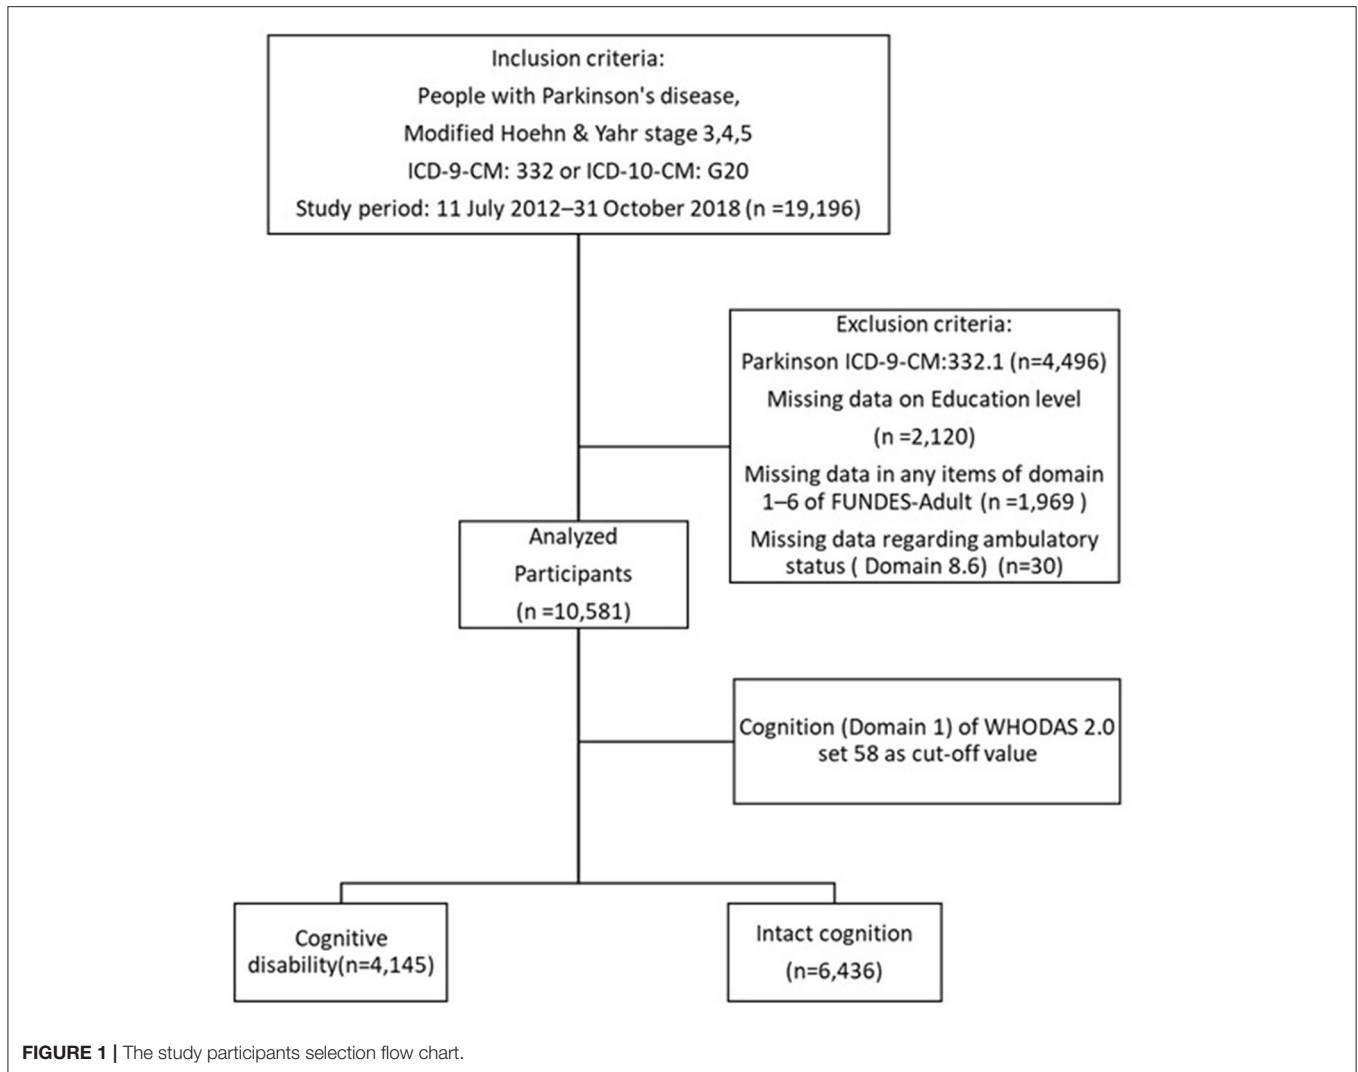 Inclusion criteria:
People with Parkinson's disease,
Modified Hoehn & Yahr stage 3,4,5
ICD-9-CM: 332 or ICD-10-CM: G20
Study period: 11 July 2012–31 October 2018 (n =19,196)
Exclusion criteria:
Parkinson ICD-9-CM:332.1 (n=4,496)
Missing data on Education level
(n =2,120)
Missing data in any items of domain
1–6 of FUNDES-Adult (n =1,969 )
Missing data regarding ambulatory
status ( Domain 8.6) (n=30)
Analyzed
Participants
(n =10,581)
Cognition (Domain 1) of WHODAS 2.0
set 58 as cut-off value
Cognitive
disability(n=4,145)
Intact cognition
(n=6,436)
FIGURE 1 | The study participants selection flow chart.